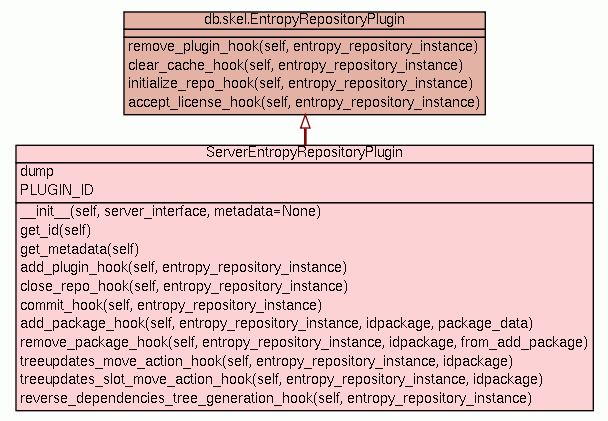 db.skel.EntropyRepositoryPlugin
remove_plugin_hook(self, entropy_repository_instance)
clear_cache_hook(self, entropy_repository_instance)
initialize_repo_hook(self, entropy_repository_instance)
accept_license_hook(self, entropy_repository_instance)
ServerEntropyRepositoryPlugin
dump
PLUGIN_ID
__init__(self, server_interface, metadata=None)
get_id(self)
get_metadata(self)
add_plugin_hook(self, entropy_repository_instance)
close_repo_hook(self, entropy_repository_instance)
commit_hook(self, entropy_repository_instance)
add_package_hook(self, entropy_repository_instance, idpackage, package_data)
remove_package_hook(self, entropy_repository_instance, idpackage, from_add_package)
treeupdates_move_action_hook(self, entropy_repository_instance, idpackage)
treeupdates_slot_move_action_hook(self, entropy_repository_instance, idpackage)
reverse_dependencies_tree_generation_hook(self, entropy_repository_instance)